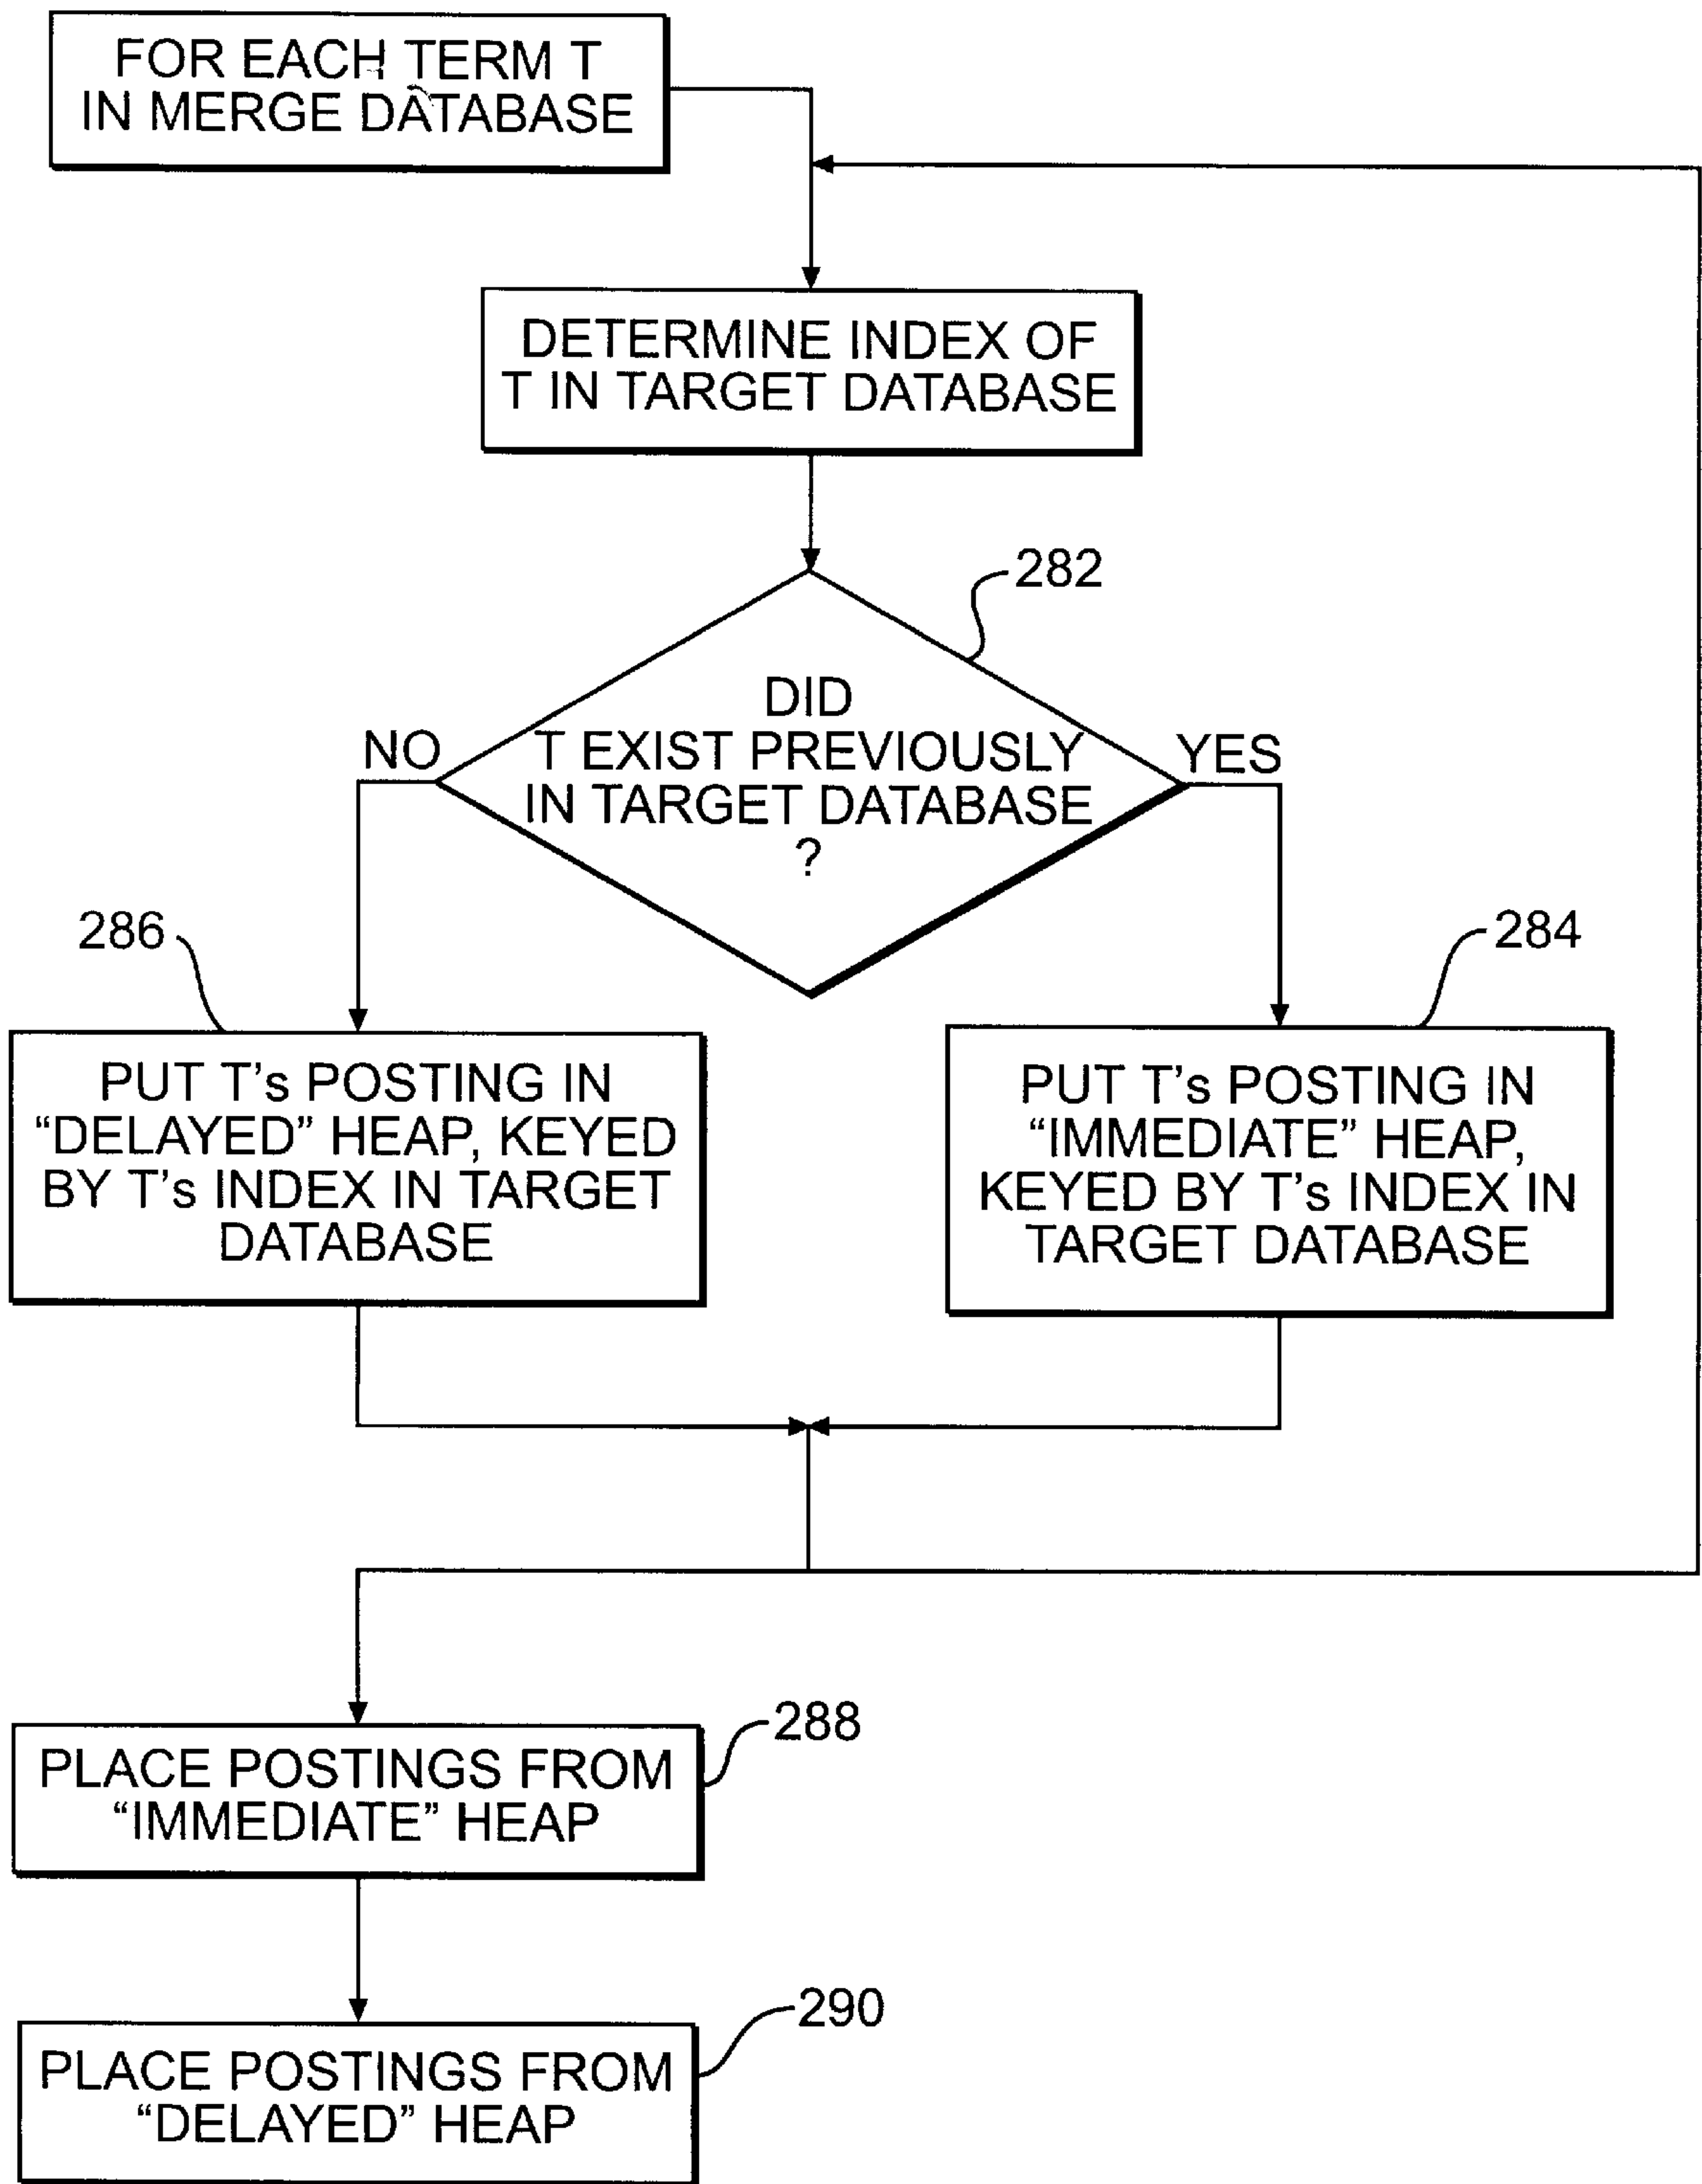 FOR EACH TERM T
IN MERGE DATABASE
DETERMINE INDEX OF
T IN TARGET DATABASE
282
DID
T EXIST PREVIOUSLY
IN TARGET DATABASE
?
NO
YES
286
284
PUT T's POSTING IN
“DELAYED” HEAP, KEYED
BY T's INDEX IN TARGET
DATABASE
PUT T's POSTING IN
“IMMEDIATE” HEAP,
KEYED BY T's INDEX IN
TARGET DATABASE
288
PLACE POSTINGS FROM
“IMMEDIATE” HEAP
290
PLACE POSTINGS FROM
“DELAYED” HEAP